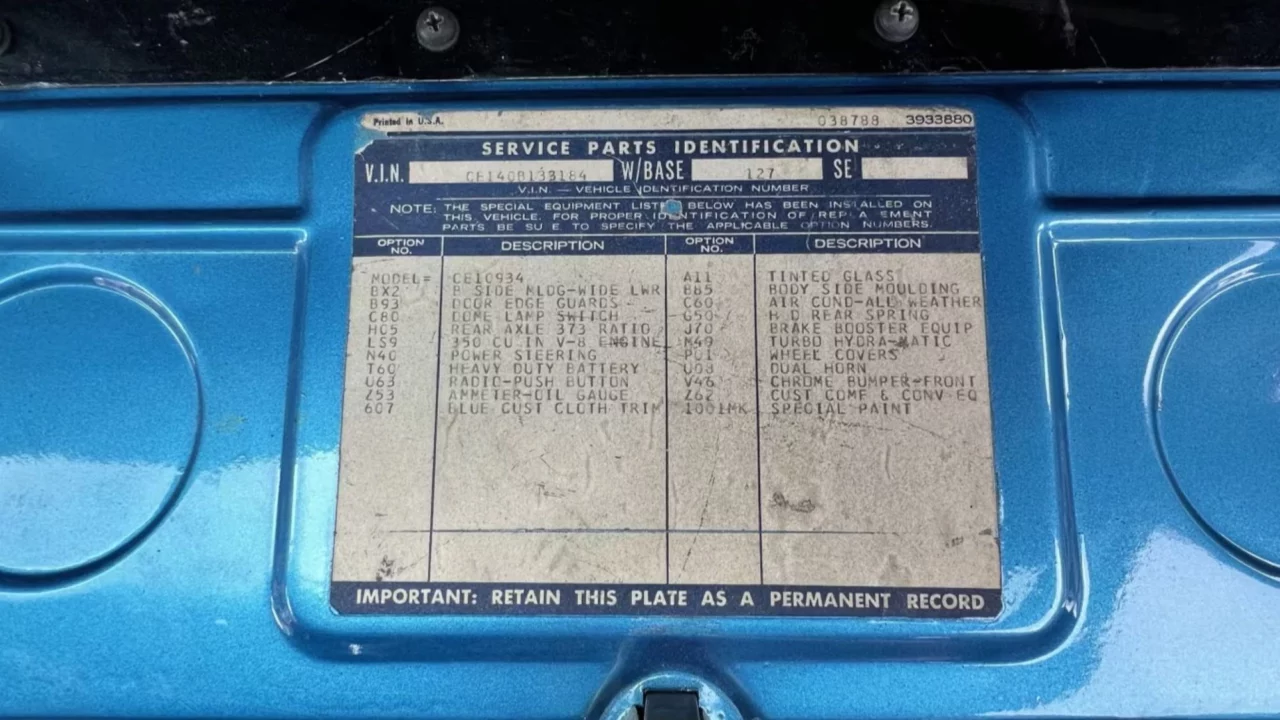 Printed in U.S.A. 038788 3933880
SERVICE PARTS IDENTIFICATION
V.I.N. CE140B133184 W/BASE 127 SE
V.I.N. — VEHICLE IDENTIFICATION NUMBER
NOTE: THE SPECIAL EQUIPMENT LISTE BELOW HAS BEEN INSTALLED ON
THIS VEHICLE. FOR PROPER IDENTIFICATION OF REP A EMENT
PARTS BE SU E TO SPECIFY THE APPLICABLE OPTION NUMBERS.
OPTION NO. DESCRIPTION OPTION NO. DESCRIPTION
MODEL= CE10934 A11 TINTED GLASS
BX2 B SIDE MLDG-WIDE LWR B85 BODY SIDE MOULDING
B93 DOOR EDGE GUARDS C60 AIR COND-ALL WEATHER
C80 DOME LAMP SWITCH G50 H D REAR SPRING
HC5 REAR AXLE 373 RATIO J70 BRAKE BOOSTER EQUIP
LS9 350 CU IN V-8 ENGINE M49 TURBO HYDRA-MATIC
N40 POWER STEERING P01 WHEEL COVERS
T60 HEAVY DUTY BATTERY U08 DUAL HORN
U63 RADIO-PUSH BUTTON V46 CHROME BUMPER-FRONT
Z53 AMMETER-OIL GAUGE Z62 CUST COMF & CONV EQ
607 BLUE CUST CLOTH TRIM 1001MK SPECIAL PAINT
IMPORTANT: RETAIN THIS PLATE AS A PERMANENT RECORD